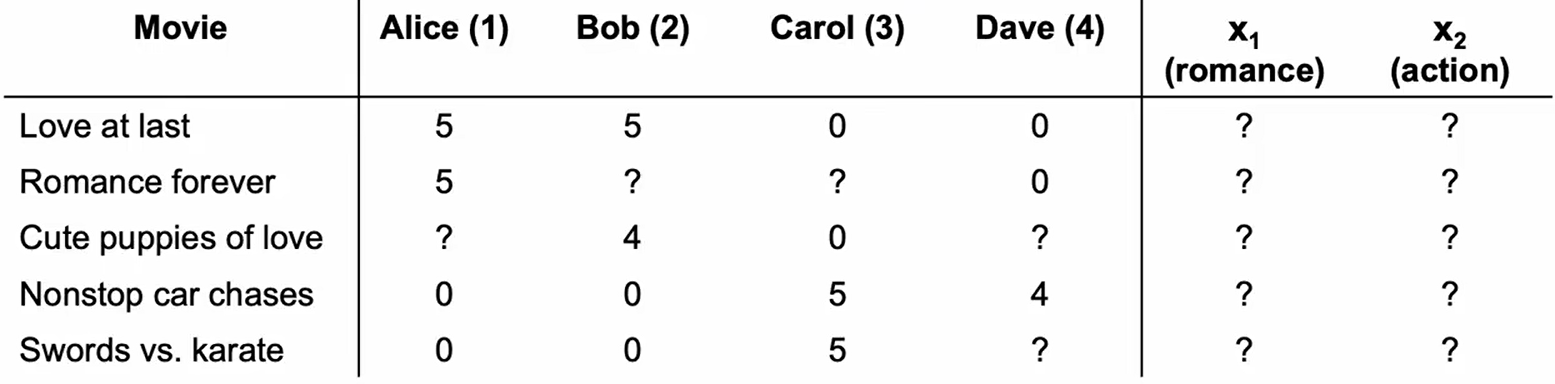 Movie Alice (1) Bob (2) Carol (3) Dave (4) x₁ (romance) x₂ (action)
Love at last 5 5 0 0 ? ?
Romance forever 5 ? ? 0 ? ?
Cute puppies of love ? 4 0 ? ? ?
Nonstop car chases 0 0 5 4 ? ?
Swords vs. karate 0 0 5 ? ? ?